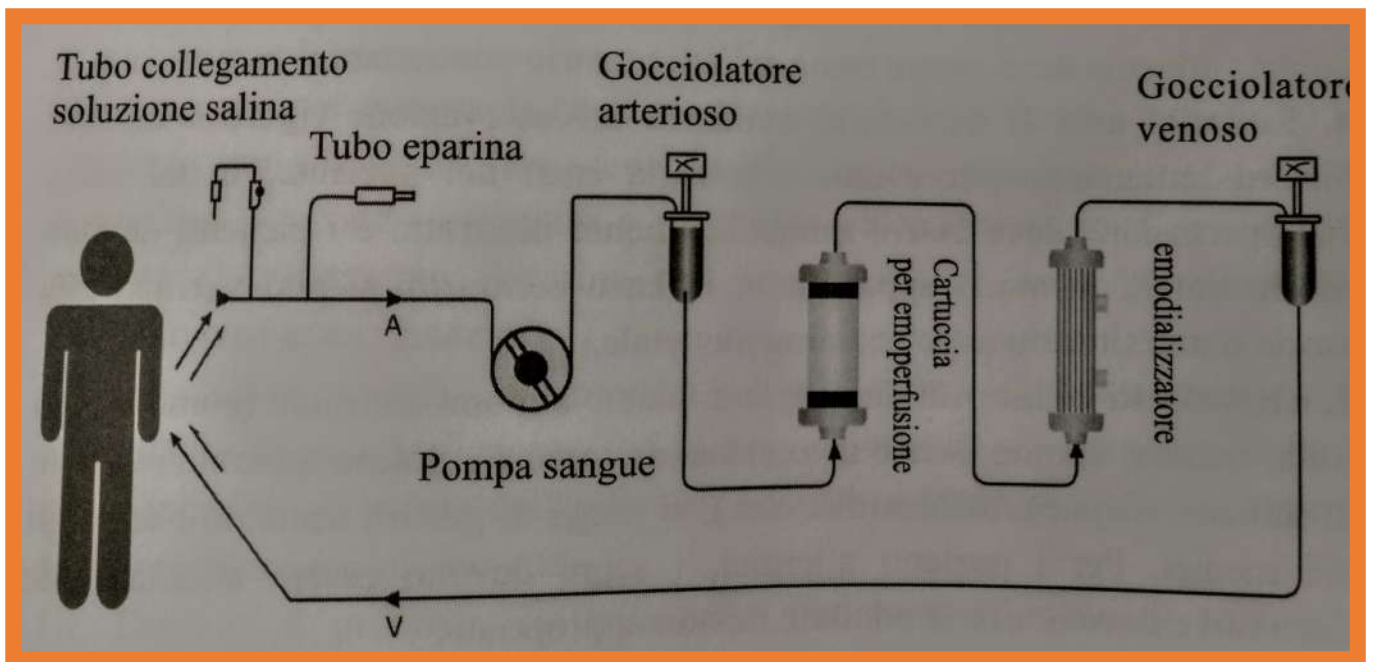 Tubo collegamento
soluzione salina
Tubo eparina
Gocciolatore
arterioso
Gocciolatore
venoso
A
Pompa sangue
Cartuccia
per emoperfusione
emodializzatore
V